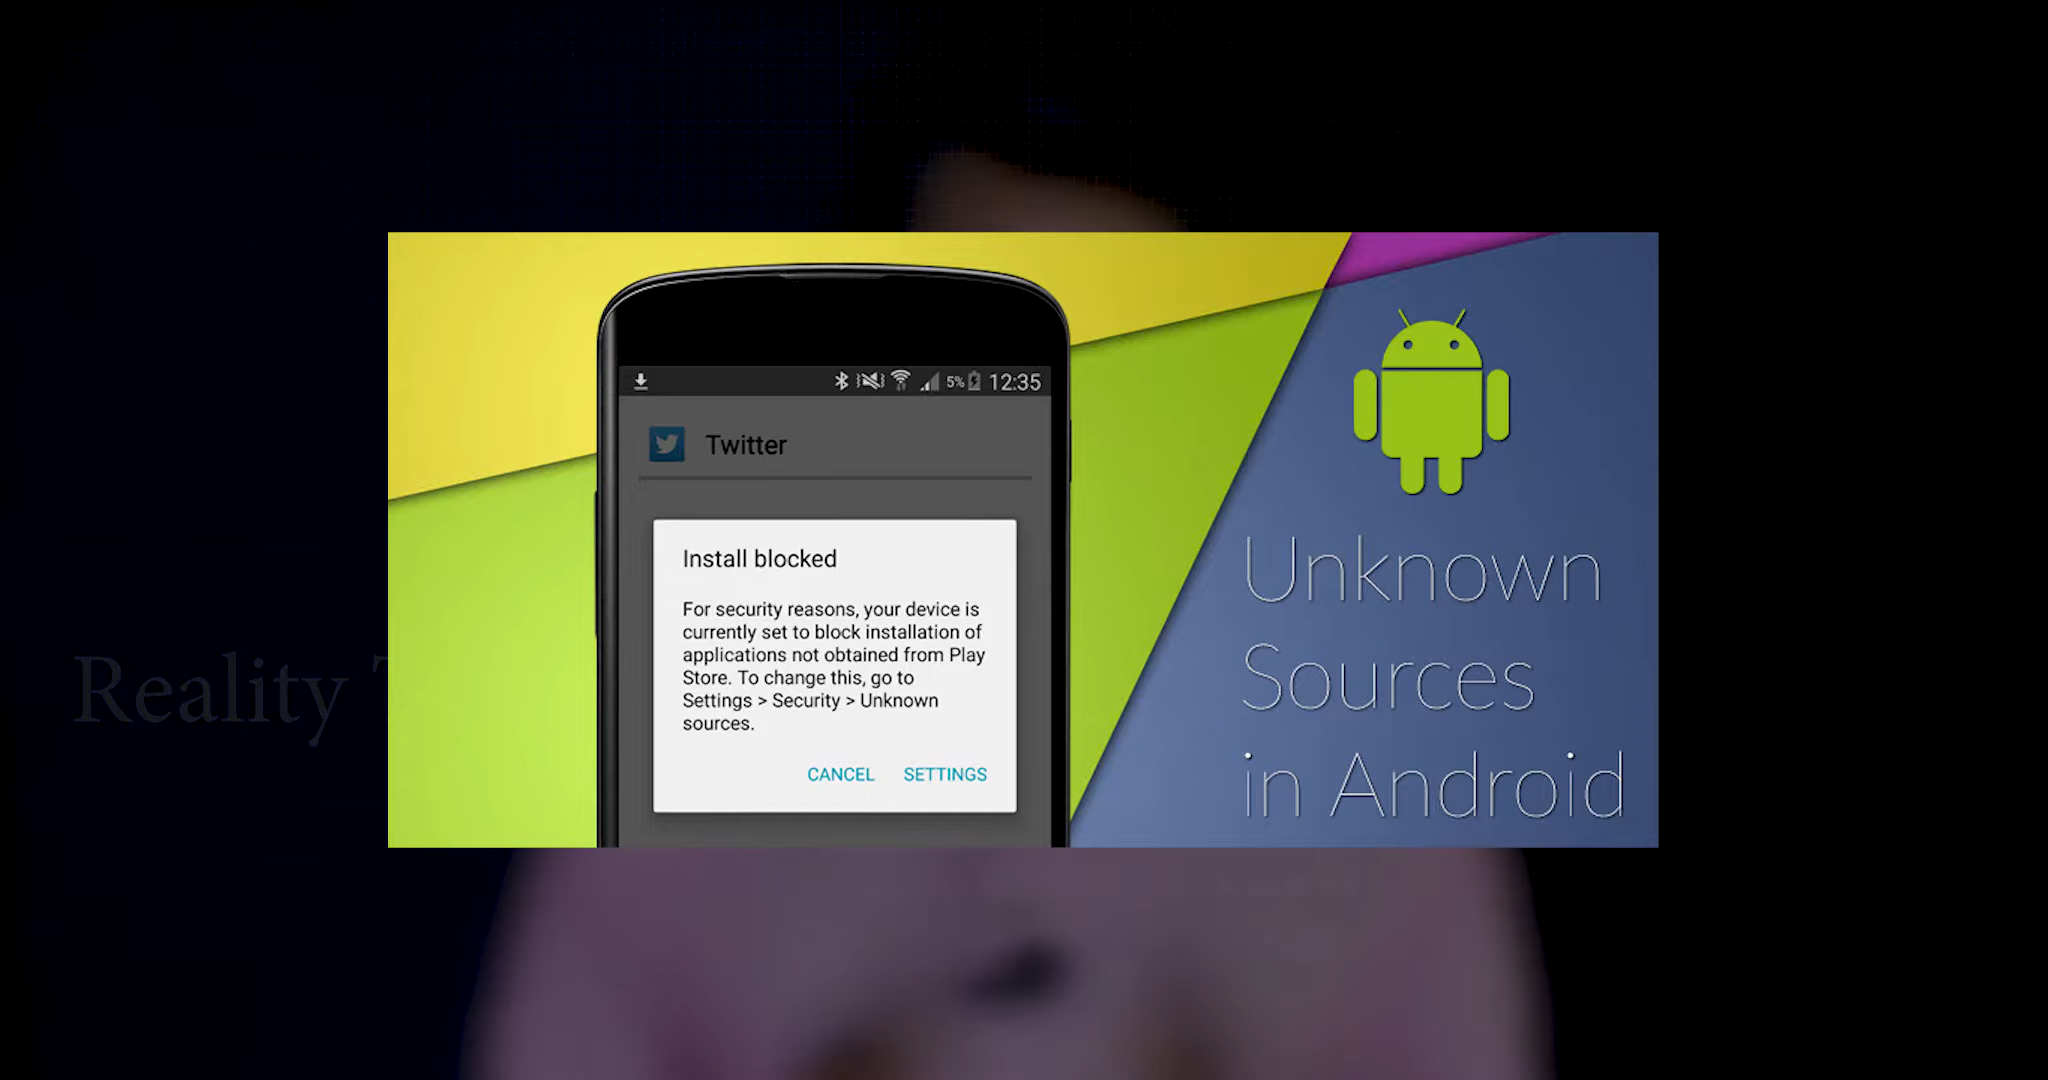 5% 12:35
Twitter
Install blocked
For security reasons, your device is
currently set to block installation of
applications not obtained from Play
Store. To change this, go to
Settings > Security > Unknown
sources.
CANCEL SETTINGS
Unknown
Sources
in Android
Reality